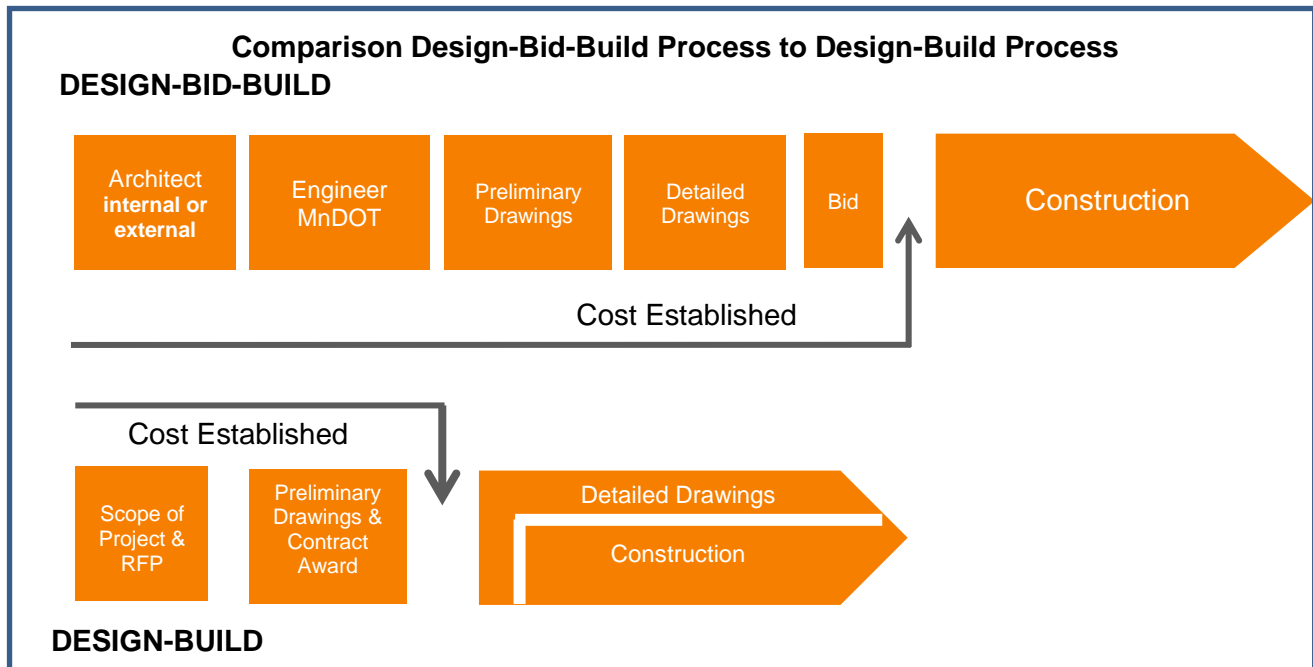 Comparison Design-Bid-Build Process to Design-Build Process
DESIGN-BID-BUILD
Architect
internal or
external
Engineer
MnDOT
Preliminary
Drawings
Detailed
Drawings
Bid
Construction
Cost Established
Cost Established
Scope of
Project &
RFP
Preliminary
Drawings &
Contract
Award
Detailed Drawings
Construction
DESIGN-BUILD